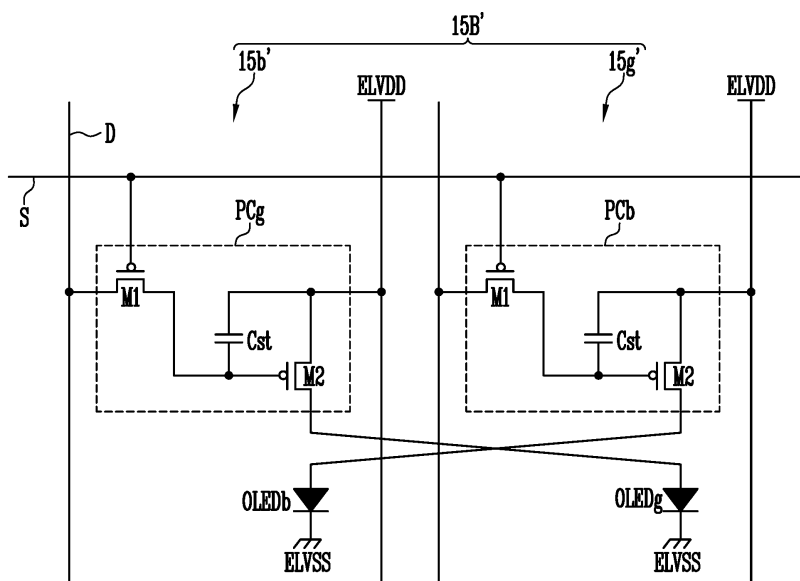 15B'
15b'
15g'
ELVDD
ELVDD
D
S
PCg
PCb
M1
M1
Cst
Cst
M2
M2
OLEDb
OLEDg
ELVSS
ELVSS